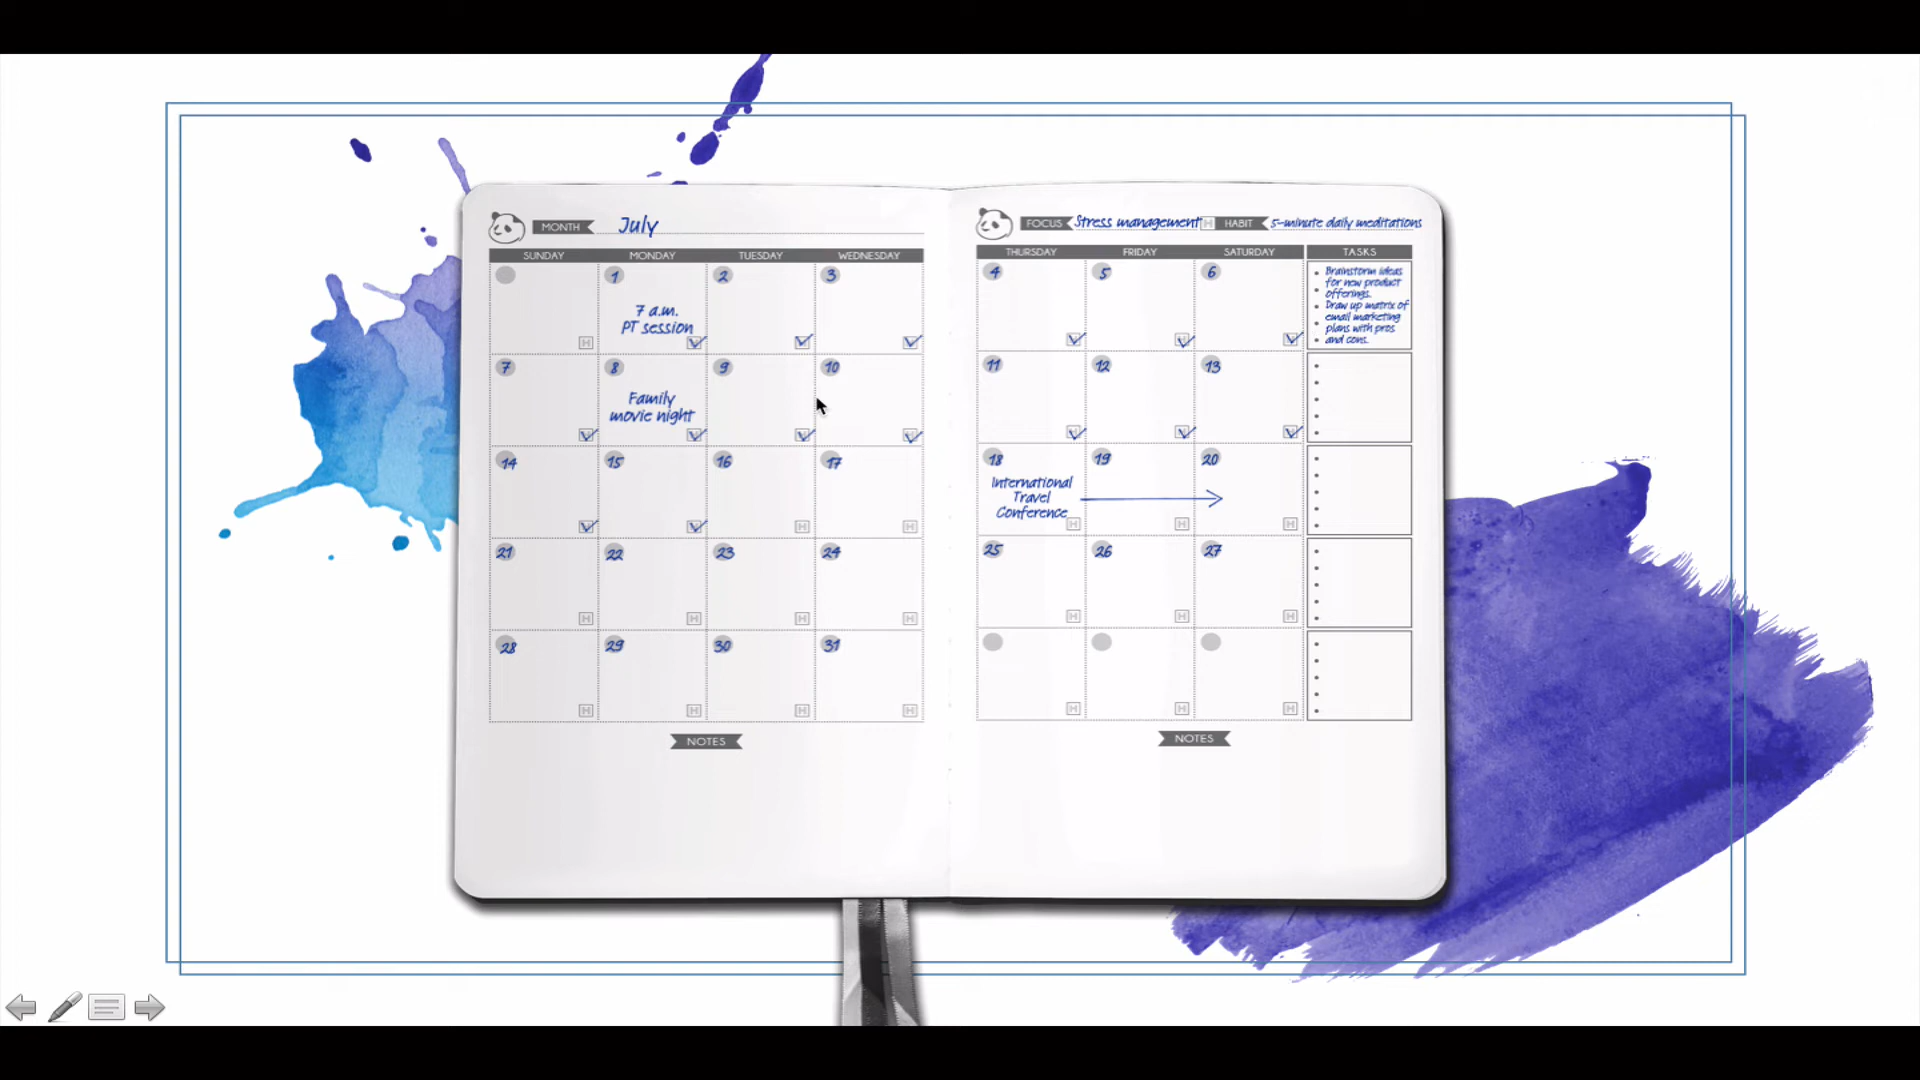 MONTH July
SUNDAY MONDAY TUESDAY WEDNESDAY
1 2 3
7 a.m.
PT session
H
7 8 9 10
Family
movie night
14 15 16 17
H H
21 22 23 24
H H H H
28 29 30 31
H H H H
NOTES
FOCUS Stress management H HABIT 5-minute daily meditations
THURSDAY FRIDAY SATURDAY TASKS
4 5 6
Brainstorm ideas
for new product
offerings.
Draw up matrix of
email marketing
plans with pros
and cons.
11 12 13
18 19 20
International
Travel
Conference
H H H
25 26 27
H H H
H H H
NOTES